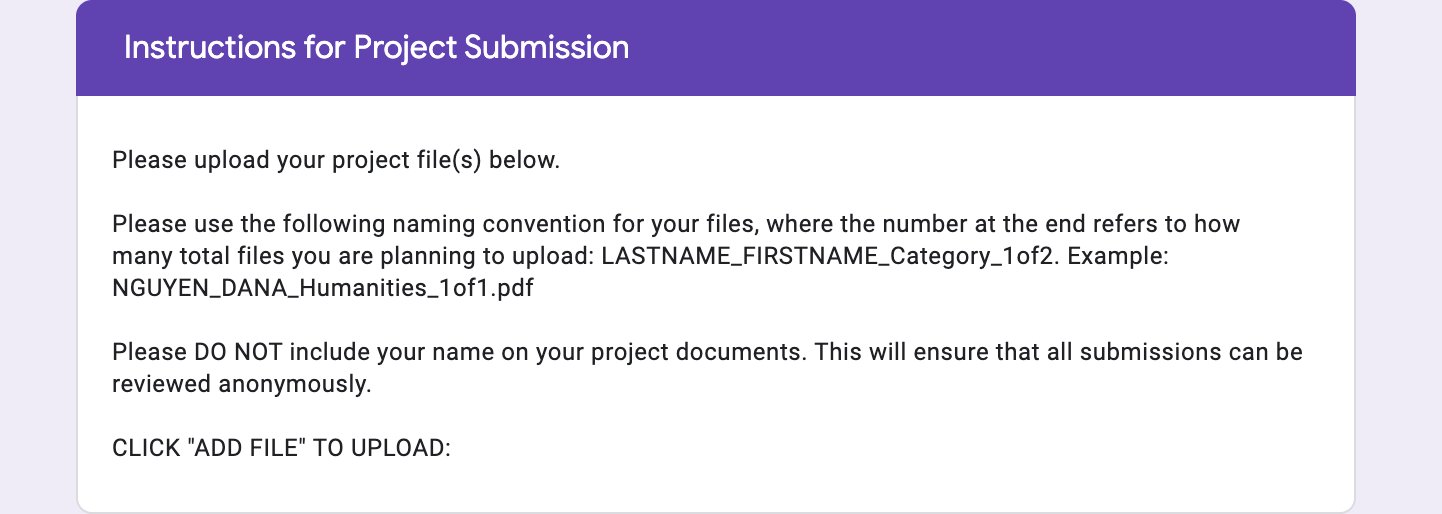 Instructions for Project Submission
Please upload your project file(s) below.
Please use the following naming convention for your files, where the number at the end refers to how
many total files you are planning to upload: LASTNAME_FIRSTNAME_Category_1of2. Example:
NGUYEN_DANA_Humanities_1of1.pdf
Please DO NOT include your name on your project documents. This will ensure that all submissions can be
reviewed anonymously.
CLICK "ADD FILE" TO UPLOAD: